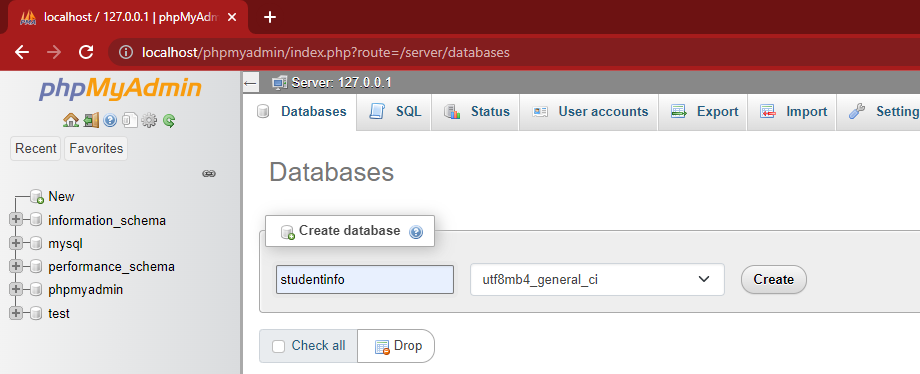 localhost / 127.0.0.1 | phpMyAdm
localhost/phpmyadmin/index.php?route=/server/databases
phpMyAdmin
Recent Favorites
New
information_schema
mysql
performance_schema
phpmyadmin
test
Server: 127.0.0.1
Databases SQL Status User accounts Export Import Setting
Databases
Create database
studentinfo utf8mb4_general_ci Create
Check all Drop